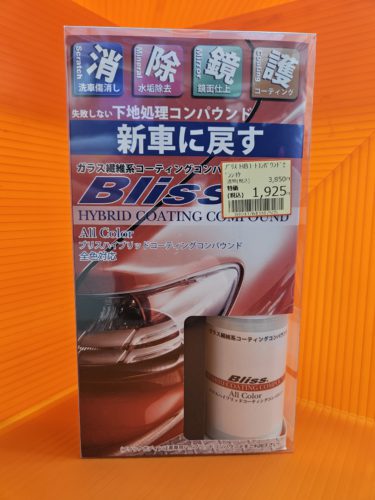 Scratch
消
洗車傷消し
Mineral
除
水垢除去
Mirror
鏡
鏡面仕上
Coating
護
コーティング
失敗しない下地処理コンパウンド
新車に戻す
ガラス繊維系コーティングコンパウ
3,850
特価
(税込)
1,925
Bliss
HYBRID COATING COMPOUND
All Color
ブリスハイブリッドコーティングコンパウンド
全色対応
ガラス繊維系コーティングコンパウンド
Bliss
HYBRID COATING COMP
All Color